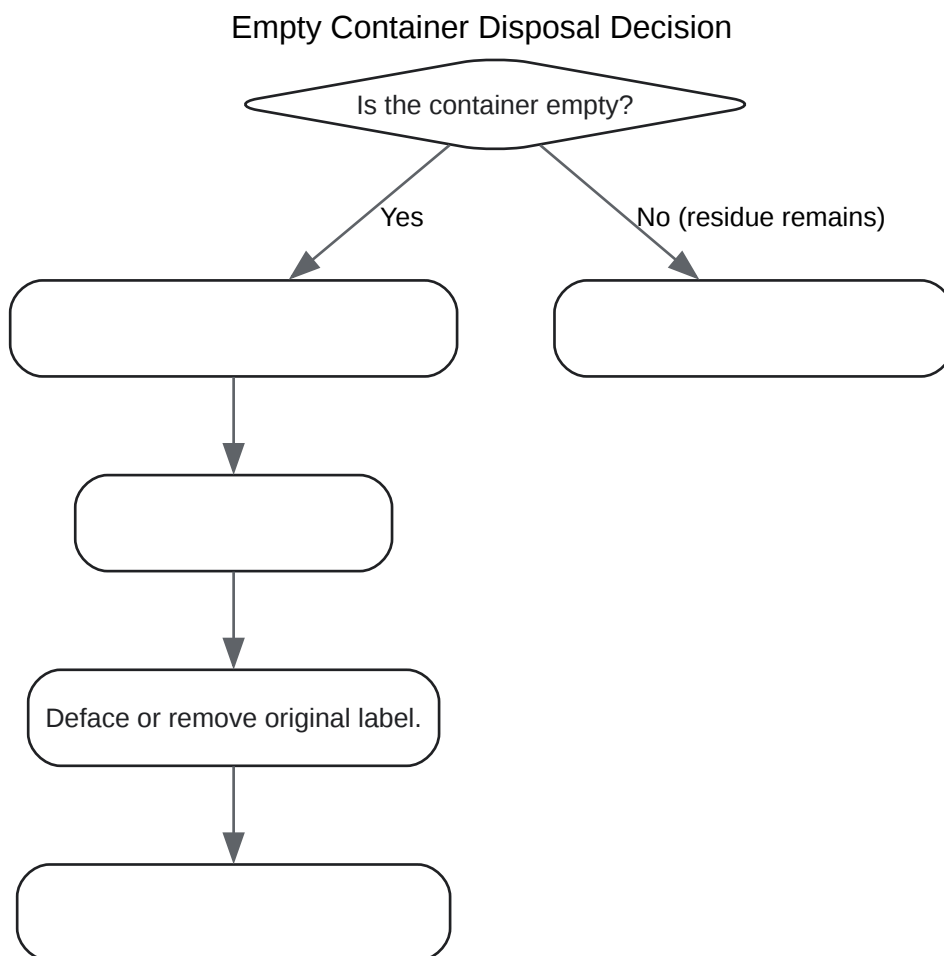 Empty Container Disposal Decision
Is the container empty?
Yes
No (residue remains)
Deface or remove original label.